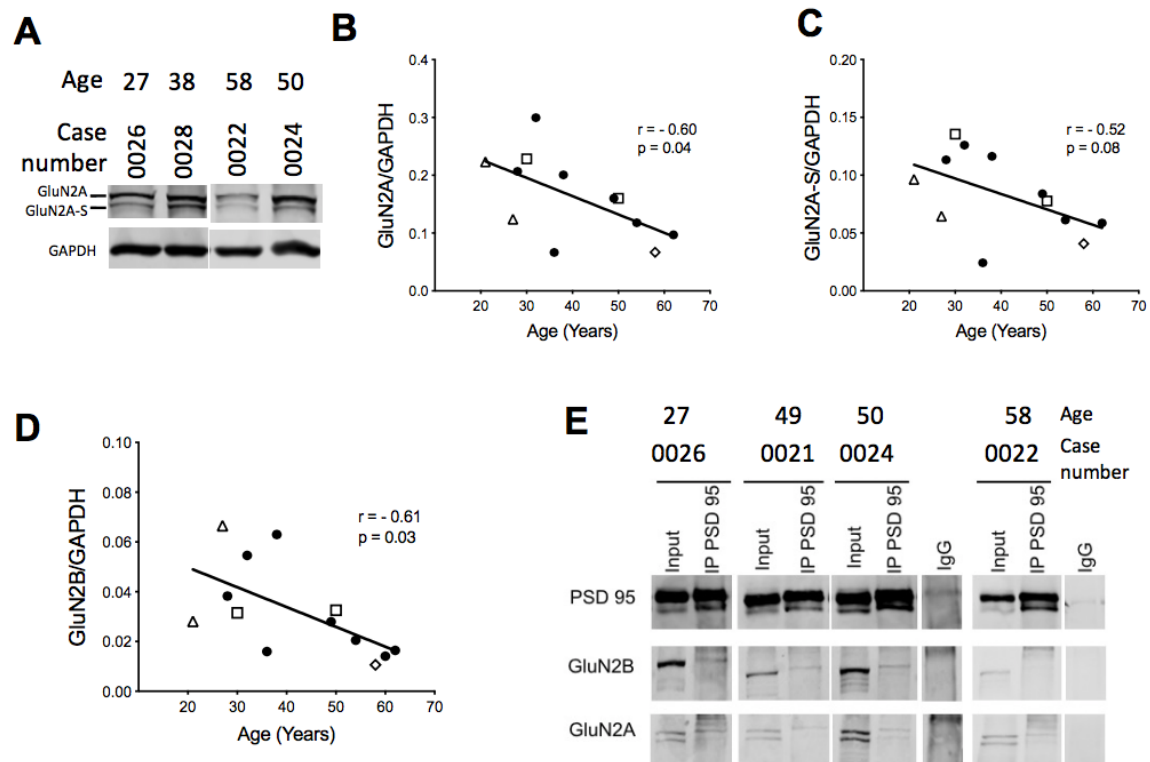 A
Age 27 38 58 50
Case number 0026 0028 0022 0024
GluN2A
GluN2A-S
GAPDH
B
GluN2A/GAPDH
0.4
0.3
0.2
0.1
0.0
r = - 0.60
p = 0.04
20 30 40 50 60 70
Age (Years)
C
GluN2A-S/GAPDH
0.20
0.15
0.10
0.05
0.00
r = - 0.52
p = 0.08
20 30 40 50 60 70
Age (Years)
D
GluN2B/GAPDH
0.10
0.08
0.06
0.04
0.02
0.00
r = - 0.61
p = 0.03
20 30 40 50 60 70
Age (Years)
E
27 49 50 58 Age
0026 0021 0024 0022 Case number
Input IP PSD 95 Input IP PSD 95 Input IP PSD 95 IgG Input IP PSD 95 IgG
PSD 95
GluN2B
GluN2A